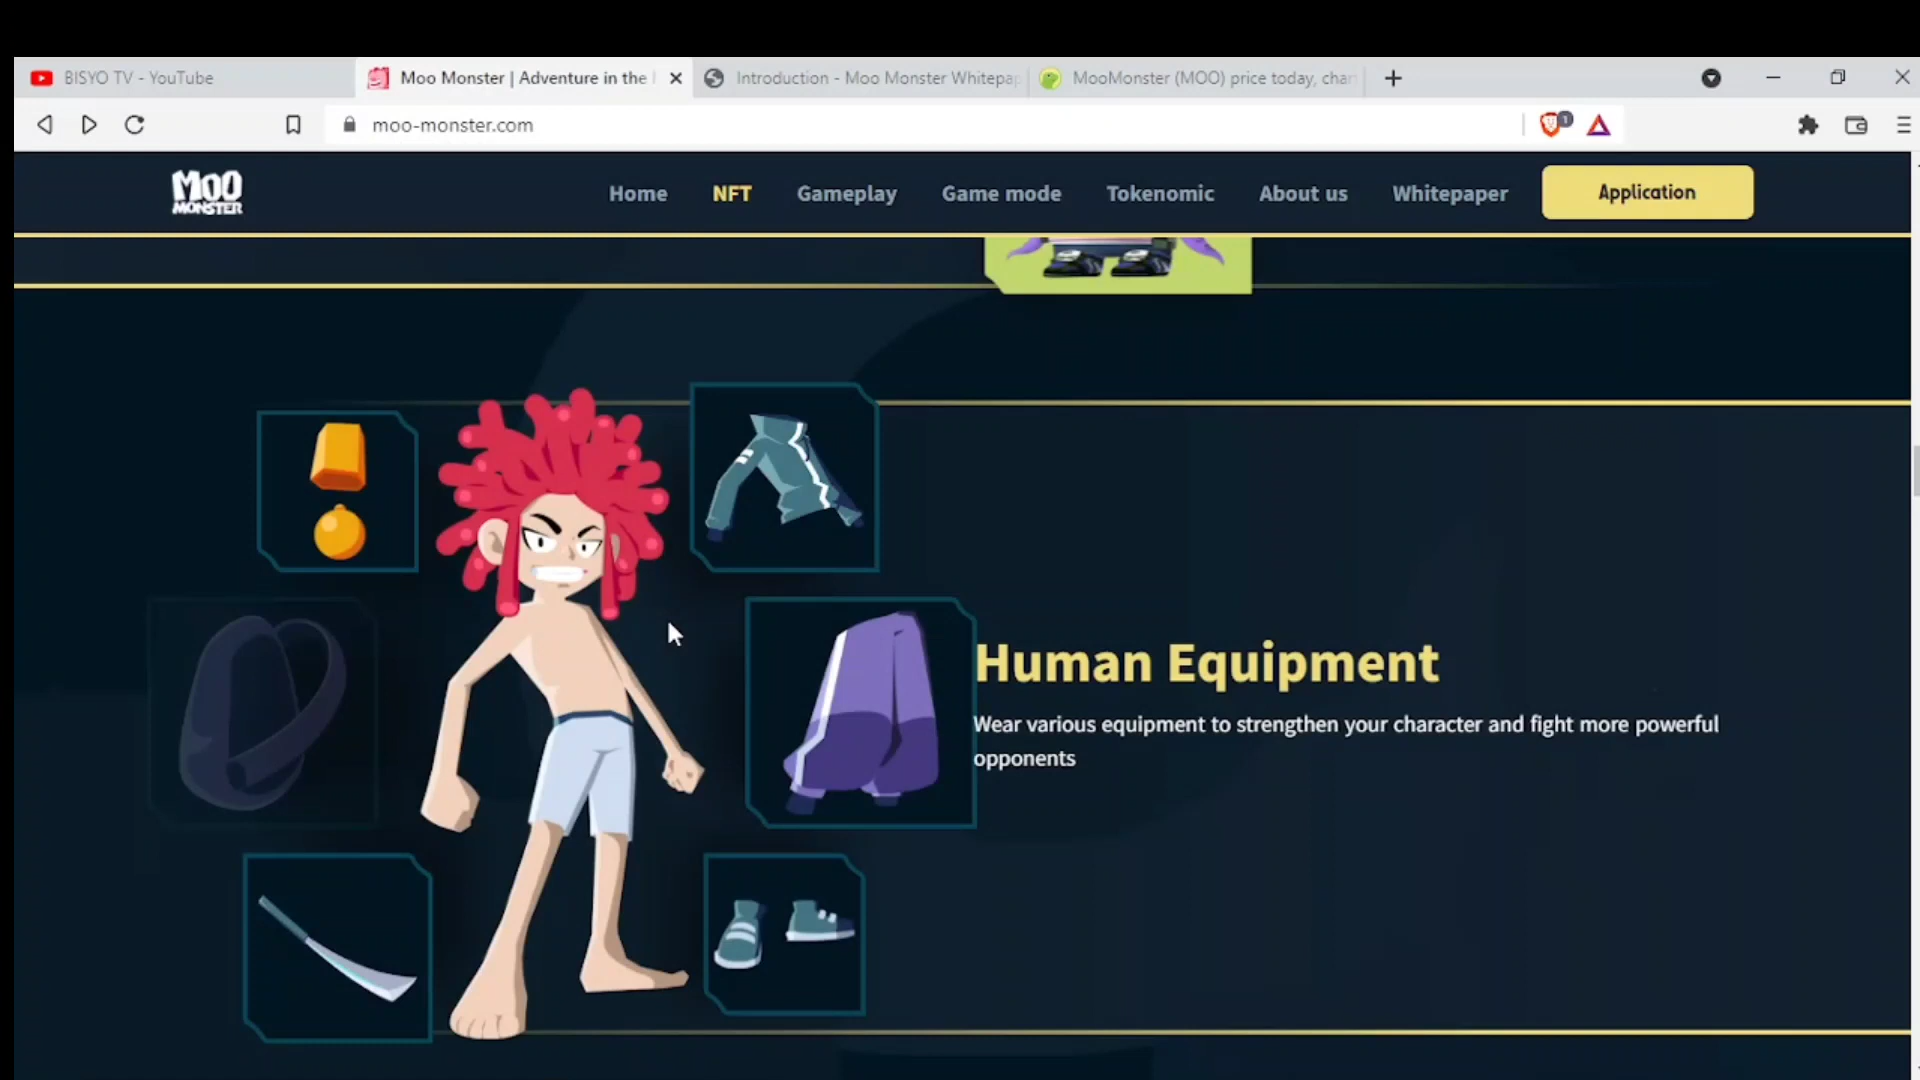 BISYO TV - YouTube
Moo Monster | Adventure in the
Introduction - Moo Monster Whitepap
MooMonster (MOO) price today, char
moo-monster.com
1
MOO
MONSTER
Home
NFT
Gameplay
Game mode
Tokenomic
About us
Whitepaper
Application
Human Equipment
Wear various equipment to strengthen your character and fight more powerful
opponents